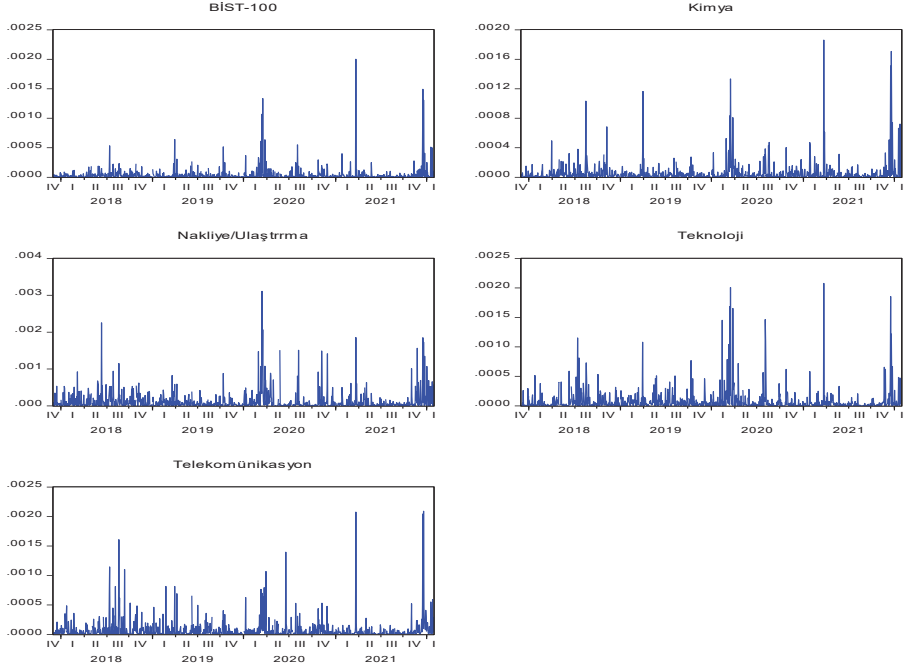 BİST-100
.0025
.0020
.0015
.0010
.0005
.0000
IV I II III IV I II III IV I II III IV I II III IV I
2018 2019 2020 2021
Kimya
.0020
.0016
.0012
.0008
.0004
.0000
IV I II III IV I II III IV I II III IV I II III IV I
2018 2019 2020 2021
Nakliye/Ulaştrrma
.004
.003
.002
.001
.000
IV I II III IV I II III IV I II III IV I II III IV I
2018 2019 2020 2021
Teknoloji
.0025
.0020
.0015
.0010
.0005
.0000
IV I II III IV I II III IV I II III IV I II III IV I
2018 2019 2020 2021
Telekomünikasyon
.0025
.0020
.0015
.0010
.0005
.0000
IV I II III IV I II III IV I II III IV I II III IV I
2018 2019 2020 2021